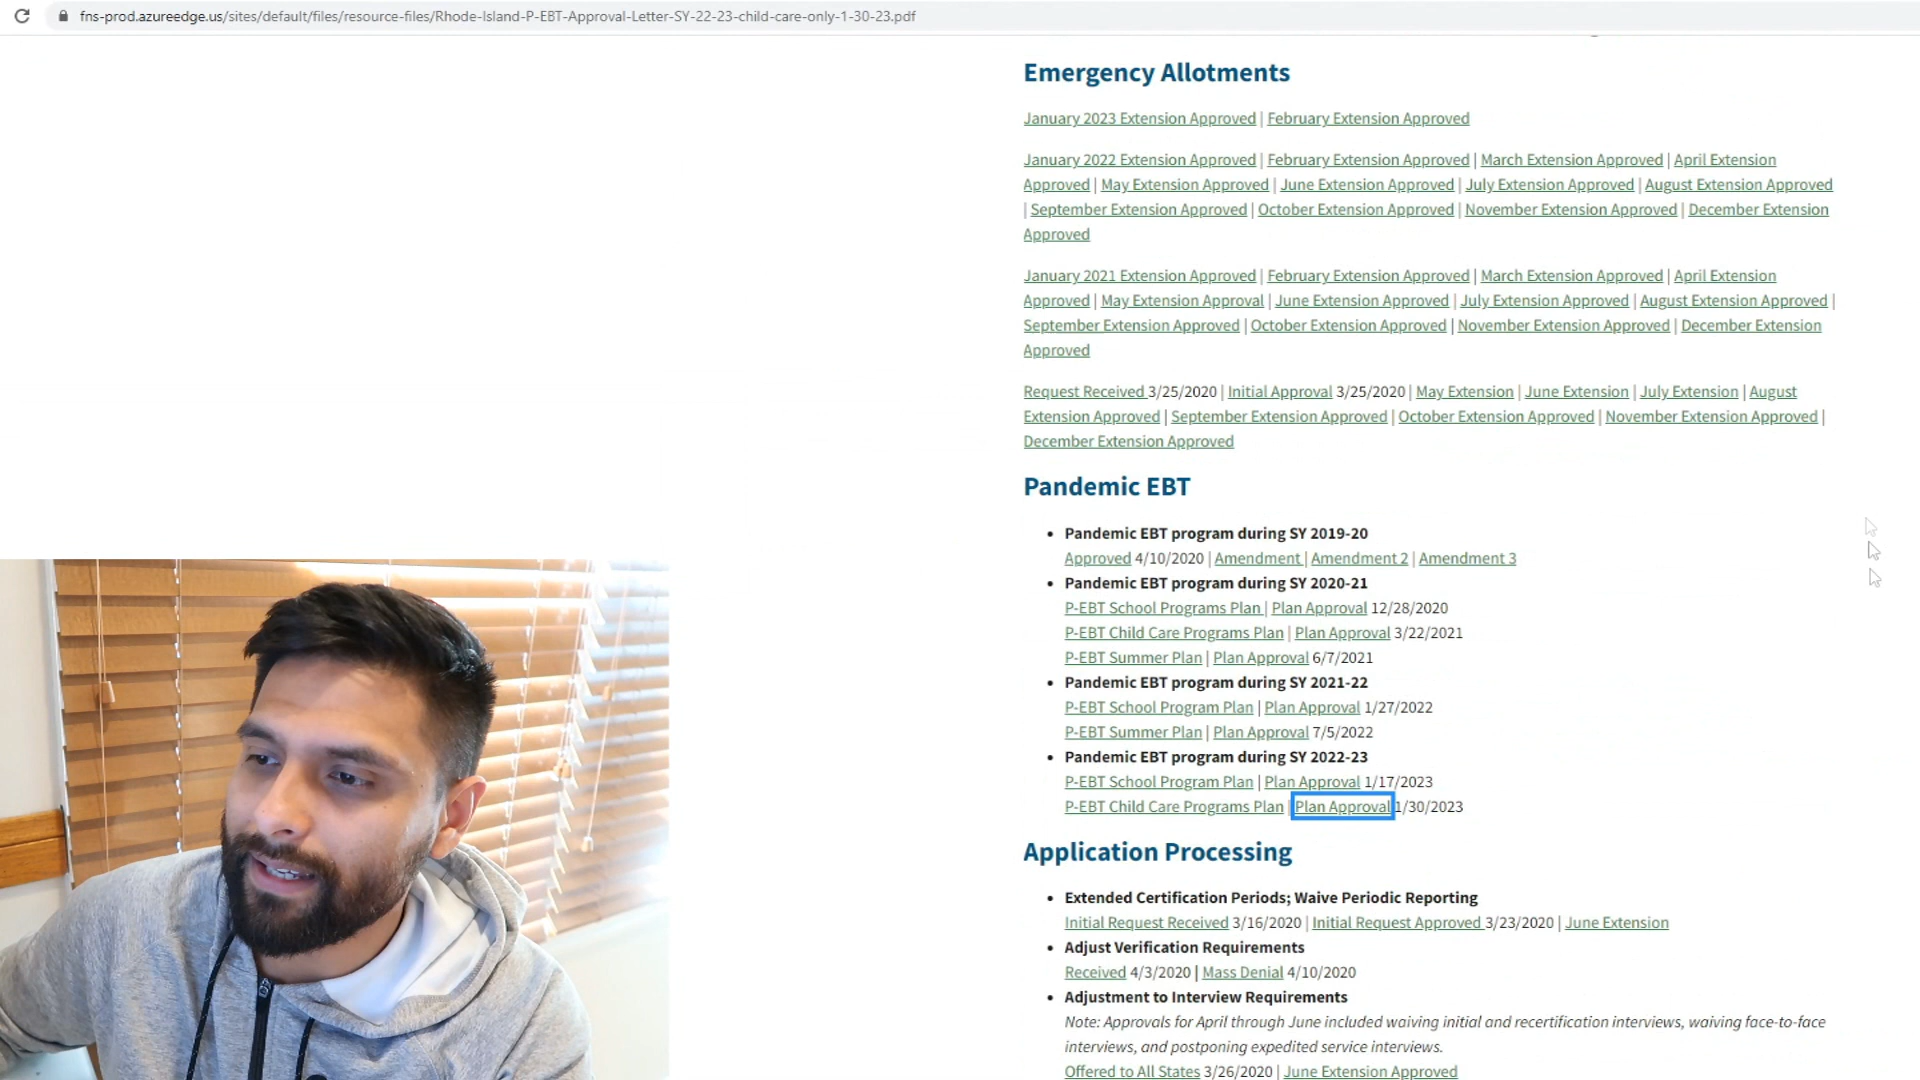 fns-prod.azureedge.us/sites/default/files/resource-files/Rhode-Island-P-EBT-Approval-Letter-SY-22-23-child-care-only-1-30-23.pdf
Emergency Allotments
January 2023 Extension Approved | February Extension Approved
January 2022 Extension Approved | February Extension Approved | March Extension Approved | April Extension
Approved | May Extension Approved | June Extension Approved | July Extension Approved | August Extension Approved
| September Extension Approved | October Extension Approved | November Extension Approved | December Extension
Approved
January 2021 Extension Approved | February Extension Approved | March Extension Approved | April Extension
Approved | May Extension Approval | June Extension Approved | July Extension Approved | August Extension Approved |
September Extension Approved | October Extension Approved | November Extension Approved | December Extension
Approved
Request Received 3/25/2020 | Initial Approval 3/25/2020 | May Extension | June Extension | July Extension | August
Extension Approved | September Extension Approved | October Extension Approved | November Extension Approved |
December Extension Approved
Pandemic EBT
• Pandemic EBT program during SY 2019-20
Approved 4/10/2020 | Amendment | Amendment 2 | Amendment 3
• Pandemic EBT program during SY 2020-21
P-EBT School Programs Plan | Plan Approval 12/28/2020
P-EBT Child Care Programs Plan | Plan Approval 3/22/2021
P-EBT Summer Plan | Plan Approval 6/7/2021
• Pandemic EBT program during SY 2021-22
P-EBT School Program Plan | Plan Approval 1/27/2022
P-EBT Summer Plan | Plan Approval 7/5/2022
• Pandemic EBT program during SY 2022-23
P-EBT School Program Plan | Plan Approval 1/17/2023
P-EBT Child Care Programs Plan | Plan Approval 1/30/2023
Application Processing
• Extended Certification Periods; Waive Periodic Reporting
Initial Request Received 3/16/2020 | Initial Request Approved 3/23/2020 | June Extension
• Adjust Verification Requirements
Received 4/3/2020 | Mass Denial 4/10/2020
• Adjustment to Interview Requirements
Note: Approvals for April through June included waiving initial and recertification interviews, waiving face-to-face
interviews, and postponing expedited service interviews.
Offered to All States 3/26/2020 | June Extension Approved